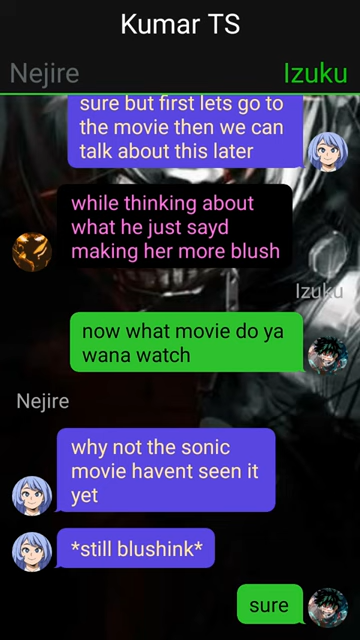 Kumar TS
Nejire
Izuku
sure but first lets go to
the movie then we can
talk about this later
while thinking about
what he just sayd
making her more blush
Izuku
now what movie do ya
wana watch
Nejire
why not the sonic
movie havent seen it
yet
*still blushink*
sure